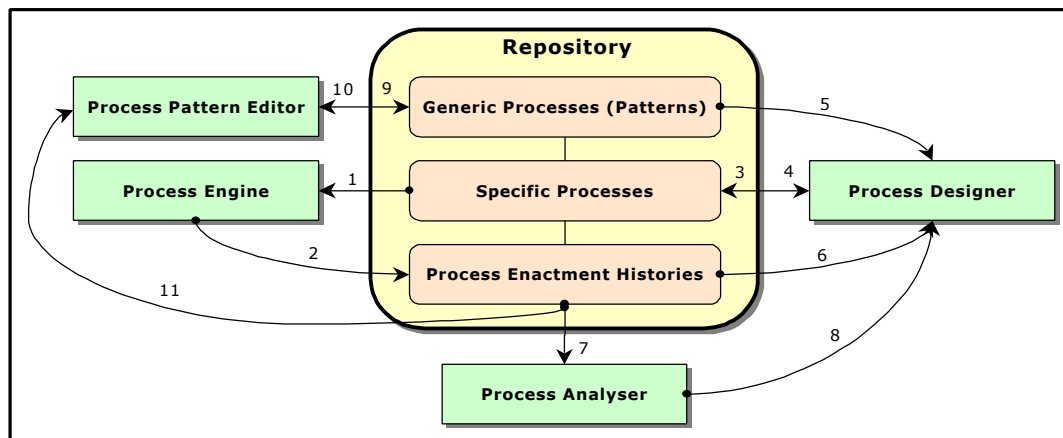 Repository
10 9
Process Pattern Editor
Generic Processes (Patterns)
5
Process Engine
1
Specific Processes
3 4
Process Designer
2
Process Enactment Histories
6
11
7
8
Process Analyser